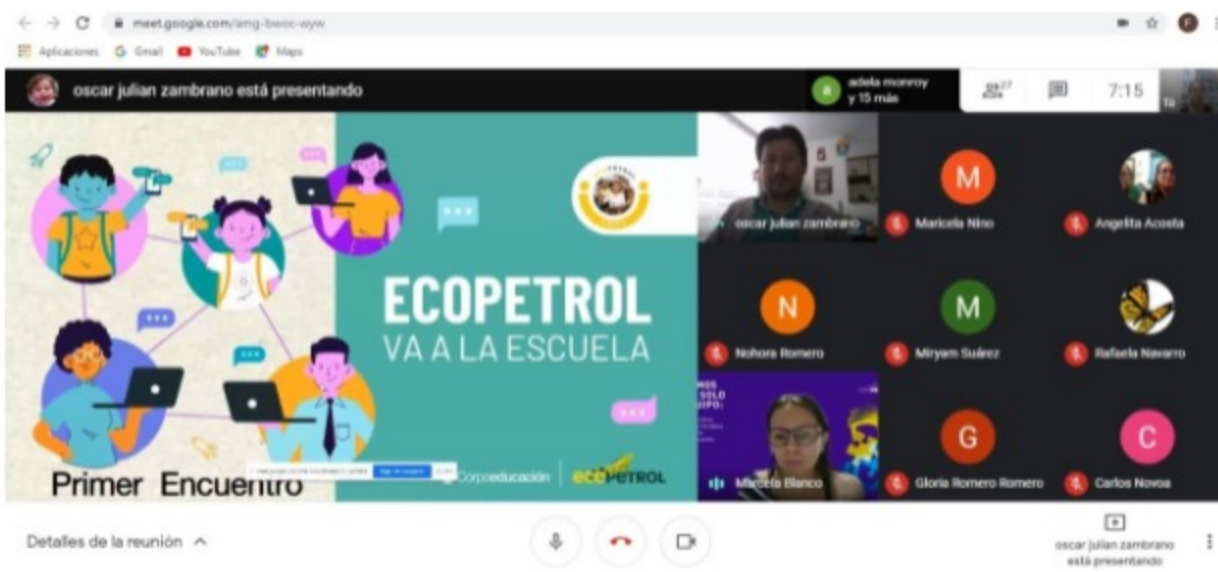 meet.google.com/amg-bwoc-wyw
Aplicaciones
Gmail
YouTube
Maps
F
oscar julian zambrano está presentando
a
adela monroy
y 15 más
27
7:15
Tú
ECOPETROL
VA A LA ESCUELA
Primer Encuentro
Corpoeducación
ecoPETROL
oscar julian zambrano
M
Maricela Nino
Angelita Acosta
N
Nohora Romero
M
Miryam Suárez
Rafaela Navarro
Marcela Blanco
G
Gloria Romero Romero
C
Carlos Novoa
Detalles de la reunión
oscar julian zambrano
está presentando